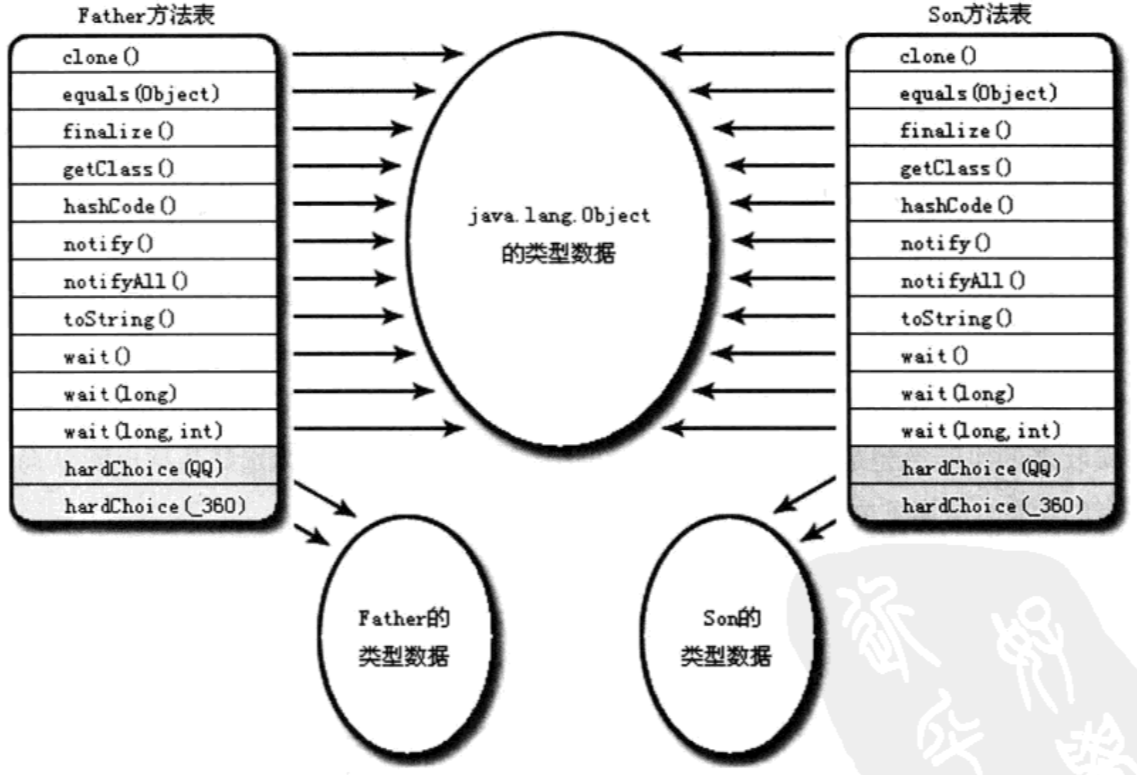 Father方法表
clone()
equals(Object)
finalize()
getClass()
hashCode()
notify()
notifyAll()
toString()
wait()
wait(long)
wait(long,int)
hardChoice(QQ)
hardChoice(_360)
java.lang.Object
的类型数据
Son方法表
clone()
equals(Object)
finalize()
getClass()
hashCode()
notify()
notifyAll()
toString()
wait()
wait(long)
wait(long,int)
hardChoice(QQ)
hardChoice(_360)
Father的
类型数据
Son的
类型数据